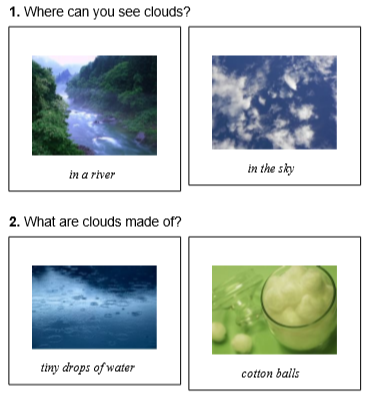 1. Where can you see clouds?
in a river
in the sky
2. What are clouds made of?
tiny drops of water
cotton balls